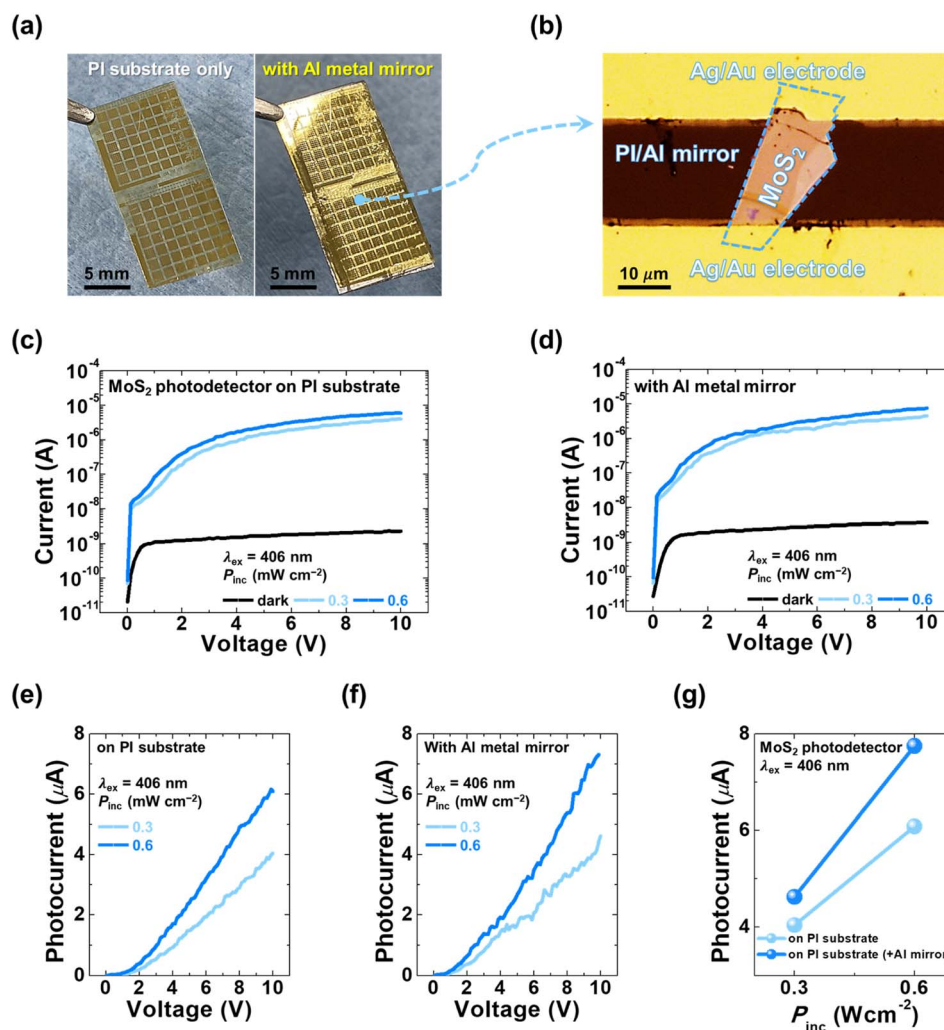 (a)
PI substrate only
with Al metal mirror
5 mm
5 mm
(b)
Ag/Au electrode
PI/Al mirror
MoS₂
Ag/Au electrode
10 μm
(c)
10⁻⁴
10⁻⁵
10⁻⁶
10⁻⁷
10⁻⁸
10⁻⁹
10⁻¹⁰
10⁻¹¹
Current (A)
MoS₂ photodetector on PI substrate
λex = 406 nm
Pinc (mW cm⁻²)
dark 0.3 0.6
0 2 4 6 8 10
Voltage (V)
(d)
10⁻⁴
10⁻⁵
10⁻⁶
10⁻⁷
10⁻⁸
10⁻⁹
10⁻¹⁰
10⁻¹¹
Current (A)
with Al metal mirror
λex = 406 nm
Pinc (mW cm⁻²)
dark 0.3 0.6
0 2 4 6 8 10
Voltage (V)
(e)
8
6
4
2
0
Photocurrent (μA)
on PI substrate
λex = 406 nm
Pinc (mW cm⁻²)
0.3
0.6
0 2 4 6 8 10
Voltage (V)
(f)
8
6
4
2
0
Photocurrent (μA)
With Al metal mirror
λex = 406 nm
Pinc (mW cm⁻²)
0.3
0.6
0 2 4 6 8 10
Voltage (V)
(g)
8
6
4
Photocurrent (μA)
MoS₂ photodetector
λex = 406 nm
on PI substrate
on PI substrate (+Al mirror
0.3 0.6
Pinc (Wcm⁻²)